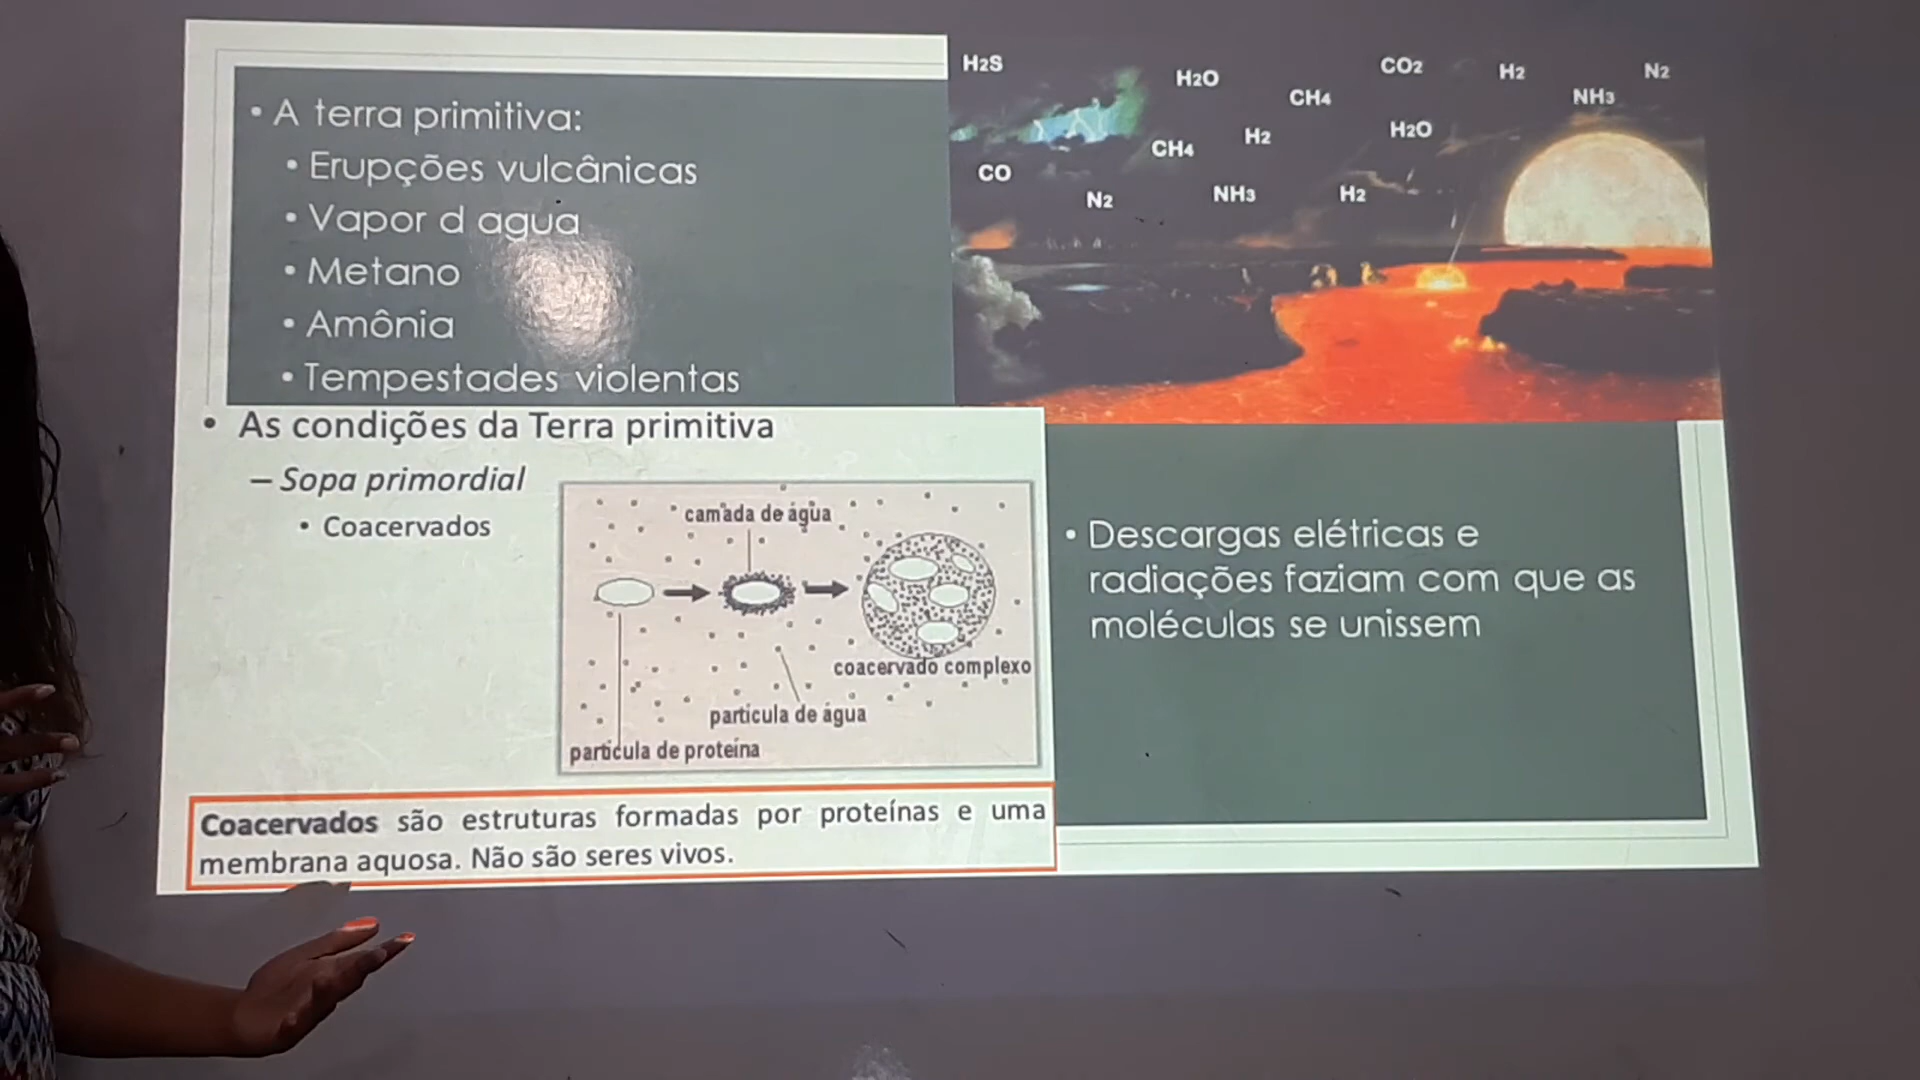 • A terra primitiva:
• Erupções vulcânicas
• Vapor d agua
• Metano
• Amônia
• Tempestades violentas
H2S
H2O
CH4
CO2
H2
NH3
N2
CO
N2
CH4
H2
NH3
H2O
H2
• As condições da Terra primitiva
– Sopa primordial
• Coacervados
camada de água
coacervado complexo
partícula de água
partícula de proteína
Coacervados são estruturas formadas por proteínas e uma
membrana aquosa. Não são seres vivos.
• Descargas elétricas e
radiações faziam com que as
moléculas se unissem